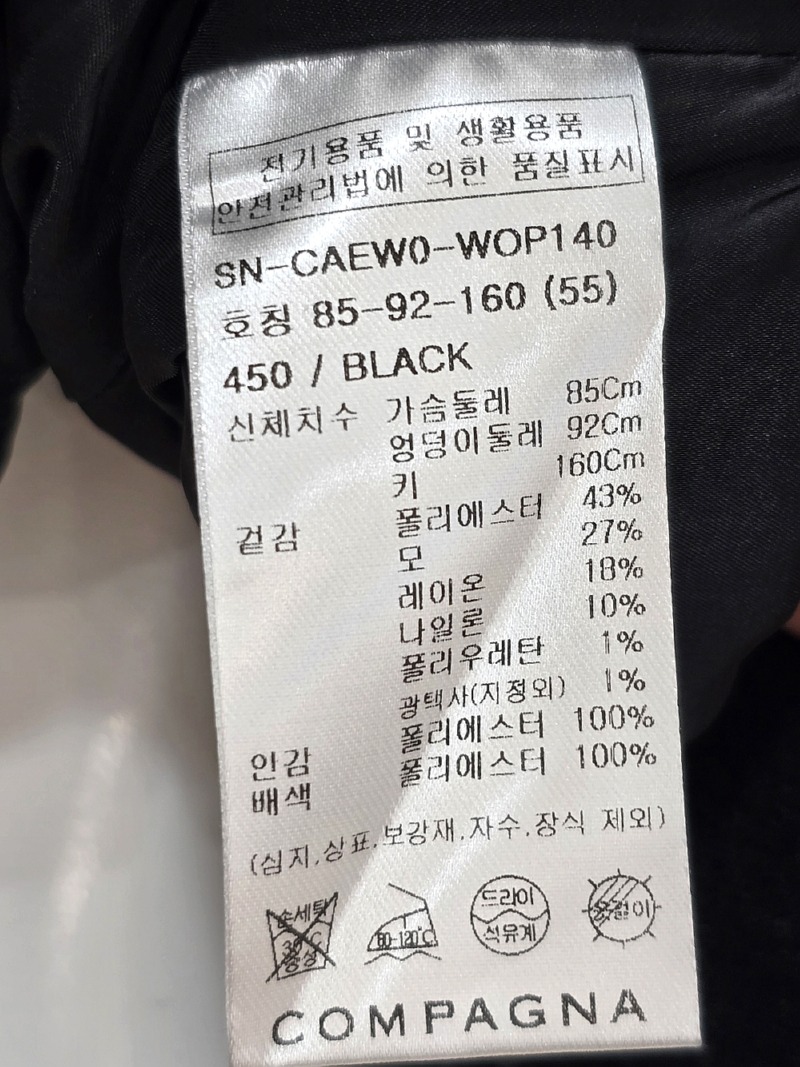 전기용품 및 생활용품
안전관리법에 의한 품질표시
SN-CAEW0-WOP140
호칭 85-92-160 (55)
450 / BLACK
신체치수 가슴둘레 85Cm
엉덩이둘레 92Cm
키 160Cm
겉감 폴리에스터 43%
모 27%
레이온 18%
나일론 10%
폴리우레탄 1%
광택사(지정외) 1%
인감 폴리에스터 100%
배색 폴리에스터 100%
(심지,상표,보강재,자수,장식 제외)
손세탁 30℃ 중성
80-120℃
드라이
석유계
옷걸이
COMPAGNA